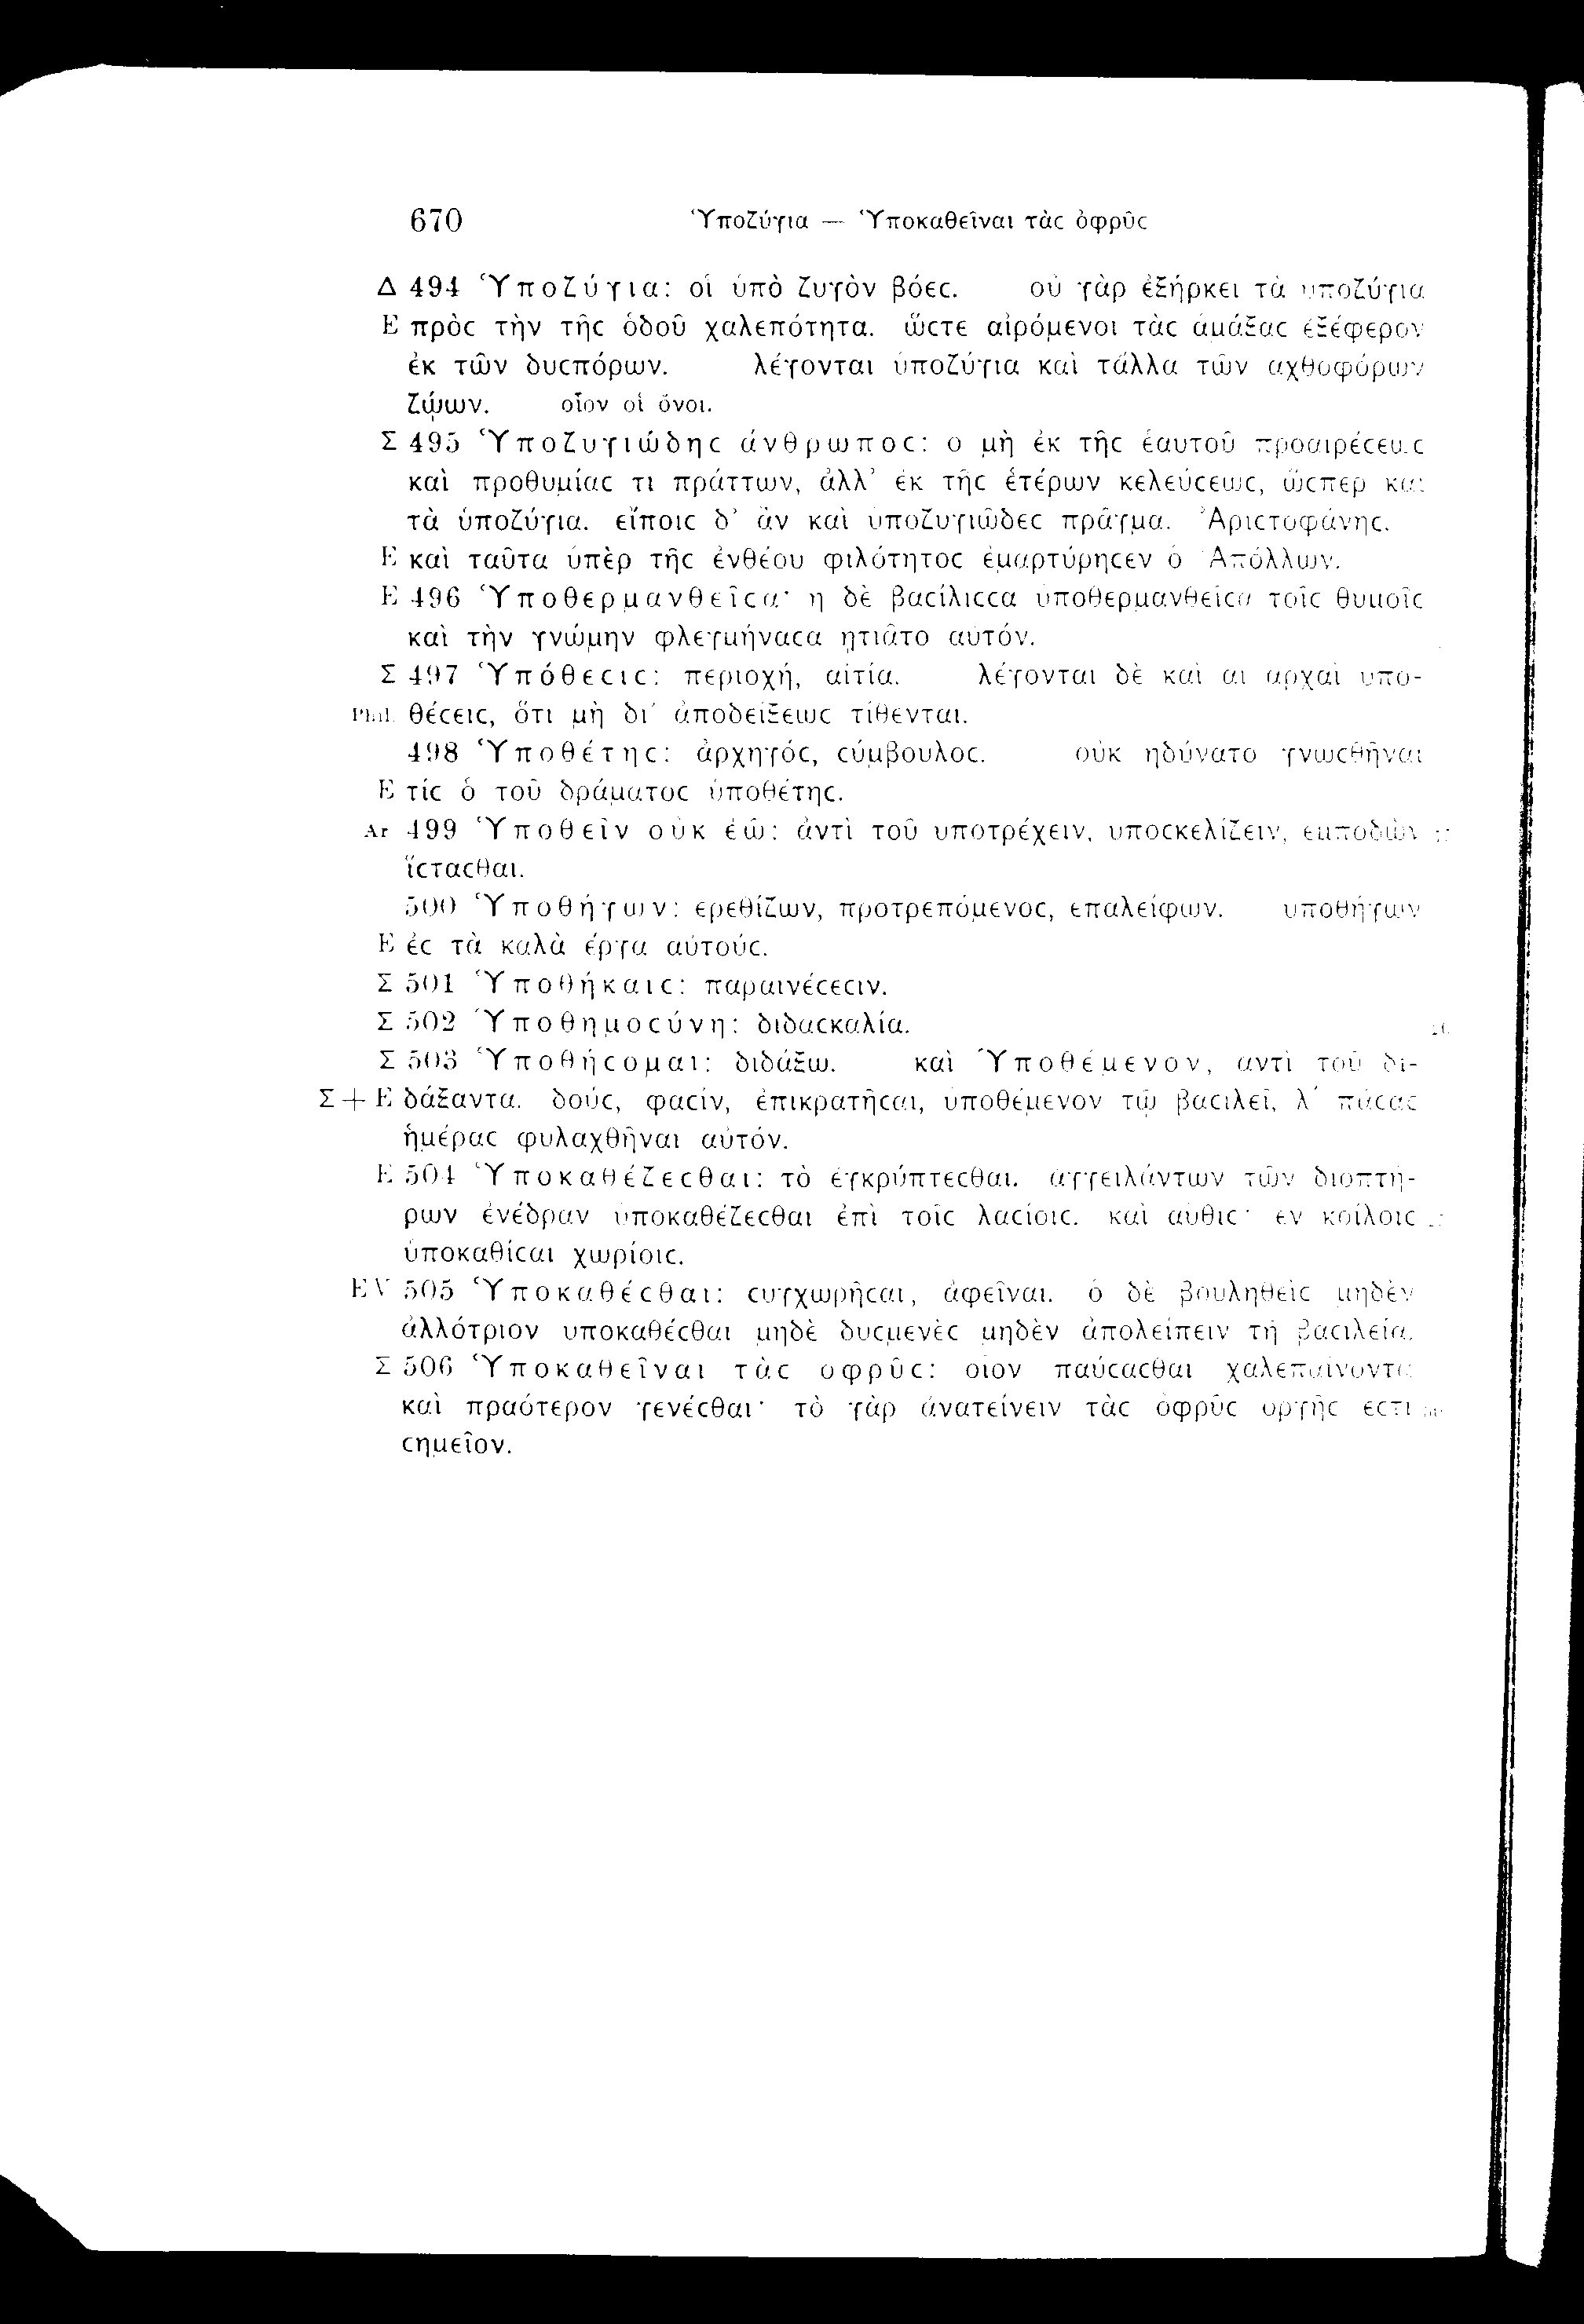 670 Ὑποζύγια — Ὑποκαθεῖναι τὰς ὀφρῦς
Δ 494 Ὑποζύγια: οἱ ὑπὸ ζυγὸν βόες. οὐ γὰρ ἐξήρκει τὰ ὑποζύγια
E πρὸς τὴν τῆς ὁδοῦ χαλεπότητα. ὥςτε αἰρόμενοι τὰς ἁμάξας ἐξέφερον
ἐκ τῶν δυςπόρων. λέγονται ὑποζύγια καὶ τἄλλα τῶν ἀχθοφόρων
ζῴων. οἷον οἱ ὄνοι.
Σ 495 Ὑποζυγιώδης ἄνθρωπος: ὁ μὴ ἐκ τῆς ἑαυτοῦ προαιρέςεως
καὶ προθυμίας τι πράττων, ἀλλ’ ἐκ τῆς ἑτέρων κελεύςεως, ὥςπερ καὶ
τὰ ὑποζύγια. εἴποις δ’ ἂν καὶ ὑποζυγιῶδες πρᾶγμα. Ἀριςτοφάνης.
E καὶ ταῦτα ὑπὲρ τῆς ἐνθέου φιλότητος ἐμαρτύρηςεν ὁ Ἀπόλλων.
E 496 Ὑποθερμανθεῖςα· ἡ δὲ βαςίλιςςα ὑποθερμανθεῖςα τοῖς θυμοῖς
καὶ τὴν γνώμην φλεγμήναςα ᾐτιᾶτο αὐτόν.
Σ 497 Ὑπόθεςις: περιοχή, αἰτία. λέγονται δὲ καὶ αἱ ἀρχαὶ ὑπο-
Phil. θέςεις, ὅτι μὴ δι’ ἀποδείξεως τίθενται.
498 Ὑποθέτης: ἀρχηγός, ςύμβουλος. οὐκ ἠδύνατο γνωςθῆναι
E τίς ὁ τοῦ δράματος ὑποθέτης.
Ar 499 Ὑποθεῖν οὐκ ἐῶ: ἀντὶ τοῦ ὑποτρέχειν, ὑποςκελίζειν, ἐμποδὼν
ἵςταςθαι.
500 Ὑποθήγων: ἐρεθίζων, προτρεπόμενος, ἐπαλείφων. ὑποθήγων
E ἐς τὰ καλὰ ἔργα αὐτούς.
Σ 501 Ὑποθήκαις: παραινέςεςιν.
Σ 502 Ὑποθημοςύνη: διδαςκαλία.
Σ 503 Ὑποθήςομαι: διδάξω. καὶ Ὑποθέμενον, ἀντὶ τοῦ δι-
Σ + E δάξαντα. δούς, φαςίν, ἐπικρατῆςαι, ὑποθέμενον τῷ βαςιλεῖ, λ΄ πάςας
ἡμέρας φυλαχθῆναι αὐτόν.
E 504 Ὑποκαθέζεςθαι: τὸ ἐγκρύπτεςθαι. ἀγγειλάντων τῶν διοπτή-
ρων ἐνέδραν ὑποκαθέζεςθαι ἐπὶ τοῖς λαςίοις. καὶ αὖθις· ἐν κοίλοις
ὑποκαθίςαι χωρίοις.
EV 505 Ὑποκαθέςθαι: ςυγχωρῆςαι, ἀφεῖναι. ὁ δὲ βουληθεὶς μηδὲν
ἀλλότριον ὑποκαθέςθαι μηδὲ δυςμενὲς μηδὲν ἀπολείπειν τῇ βαςιλείᾳ.
Σ 506 Ὑποκαθεῖναι τὰς ὀφρῦς: οἷον παύςαςθαι χαλεπαίνοντα
καὶ πραότερον γενέςθαι· τὸ γὰρ ἀνατείνειν τὰς ὀφρῦς ὀργῆς ἐςτι
ςημεῖον.